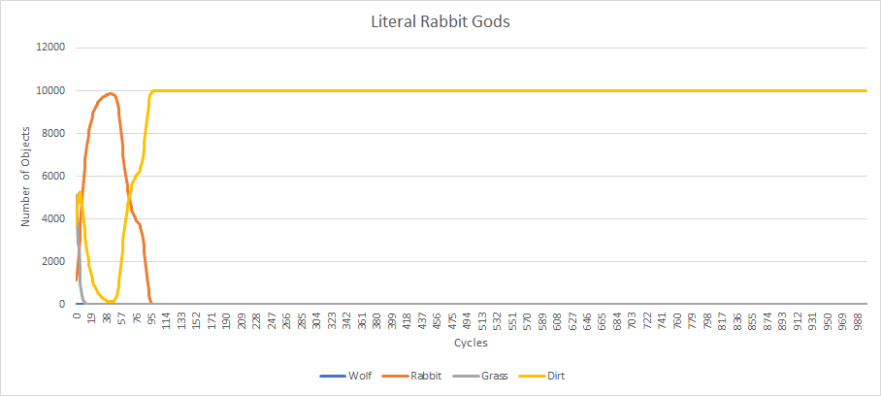 Literal Rabbit Gods
12000
10000
8000
6000
4000
2000
0
Number of Objects
0 19 38 57 76 95 114 133 152 171 190 209 228 247 266 285 304 323 342 361 380 399 418 437 456 475 494 513 532 551 570 589 608 627 646 665 684 703 722 741 760 779 798 817 836 855 874 893 912 931 950 969 988
Cycles
Wolf Rabbit Grass Dirt